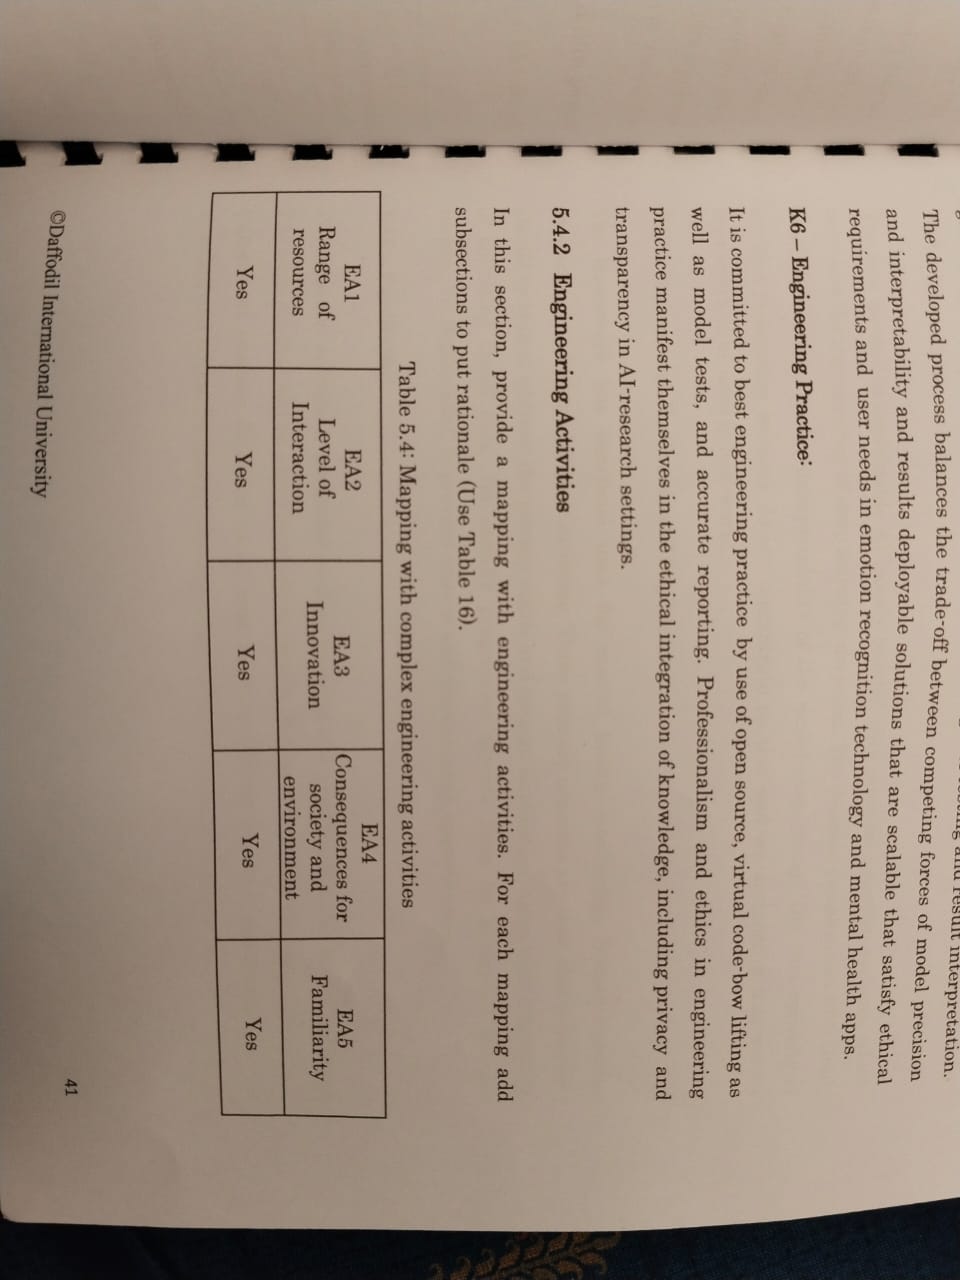 result interpretation.
The developed process balances the trade-off between competing forces of model precision
and interpretability and results deployable solutions that are scalable that satisfy ethical
requirements and user needs in emotion recognition technology and mental health apps.
K6 – Engineering Practice:
It is committed to best engineering practice by use of open source, virtual code-bow lifting as
well as model tests, and accurate reporting. Professionalism and ethics in engineering
practice manifest themselves in the ethical integration of knowledge, including privacy and
transparency in AI-research settings.
5.4.2 Engineering Activities
In this section, provide a mapping with engineering activities. For each mapping add
subsections to put rationale (Use Table 16).
Table 5.4: Mapping with complex engineering activities
EA1
Range of
resources
EA2
Level of
Interaction
EA3
Innovation
EA4
Consequences for
society and
environment
EA5
Familiarity
Yes
Yes
Yes
Yes
Yes
©Daffodil International University
41